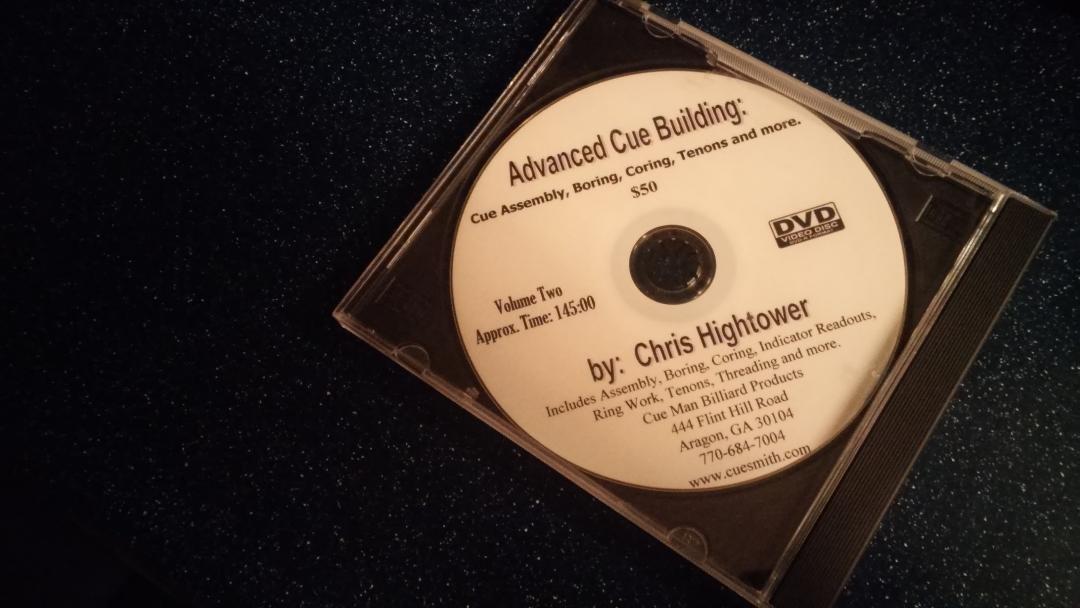 Advanced Cue Building:
Cue Assembly, Boring, Coring, Tenons and more.
$50
DVD
VIDEO DISC
Volume Two
Approx. Time: 145:00
by: Chris Hightower
Includes Assembly, Boring, Coring, Indicator Readouts,
Ring Work, Tenons, Threading and more.
Cue Man Billiard Products
444 Flint Hill Road
Aragon, GA 30104
770-684-7004
www.cuesmith.com